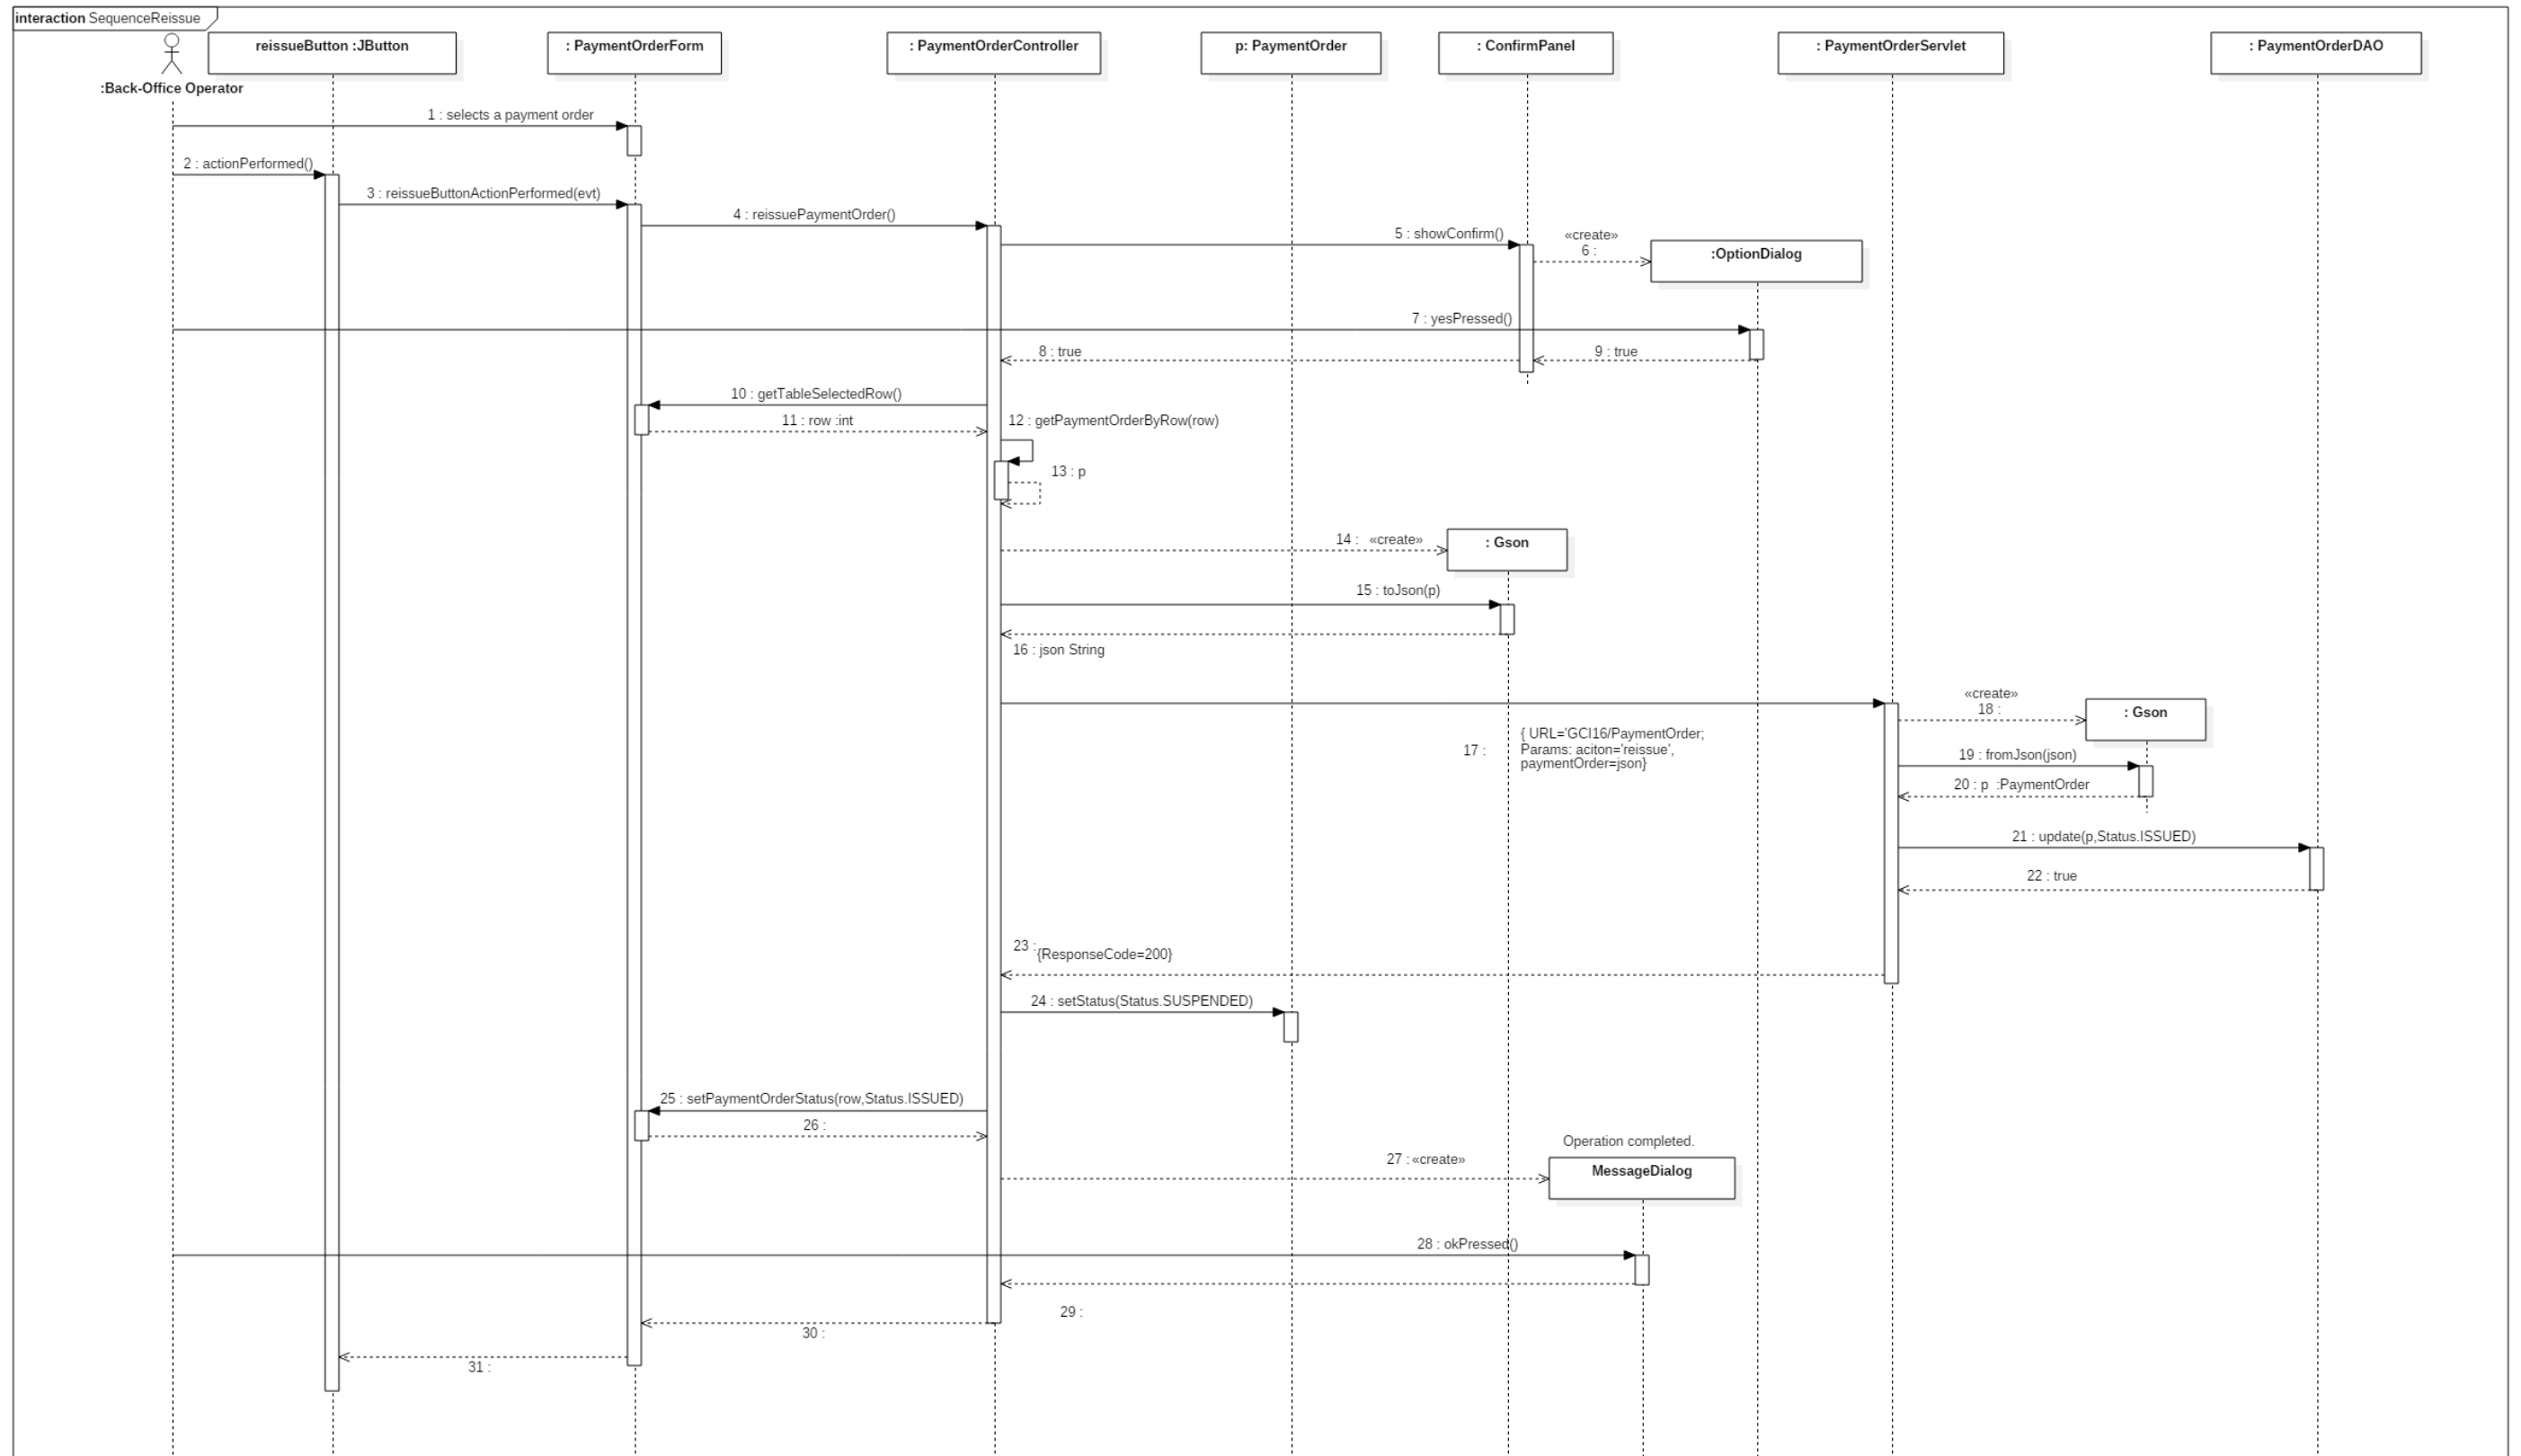 interaction SequenceReissue
reissueButton :JButton
: PaymentOrderForm
: PaymentOrderController
p: PaymentOrder
: ConfirmPanel
: PaymentOrderServlet
: PaymentOrderDAO
:Back-Office Operator
1 : selects a payment order
2 : actionPerformed()
3 : reissueButtonActionPerformed(evt)
4 : reissuePaymentOrder()
5 : showConfirm()
«create»
6 :
:OptionDialog
7 : yesPressed()
8 : true
9 : true
10 : getTableSelectedRow()
11 : row :int
12 : getPaymentOrderByRow(row)
13 : p
14 : «create»
: Gson
15 : toJson(p)
16 : json String
«create»
18 :
: Gson
17 :
{ URL='GCI16/PaymentOrder;
Params: aciton='reissue',
paymentOrder=json}
19 : fromJson(json)
20 : p :PaymentOrder
21 : update(p,Status.ISSUED)
22 : true
23 :
{ResponseCode=200}
24 : setStatus(Status.SUSPENDED)
25 : setPaymentOrderStatus(row,Status.ISSUED)
26 :
Operation completed.
27 : «create»
MessageDialog
28 : okPressed()
29 :
30 :
31 :